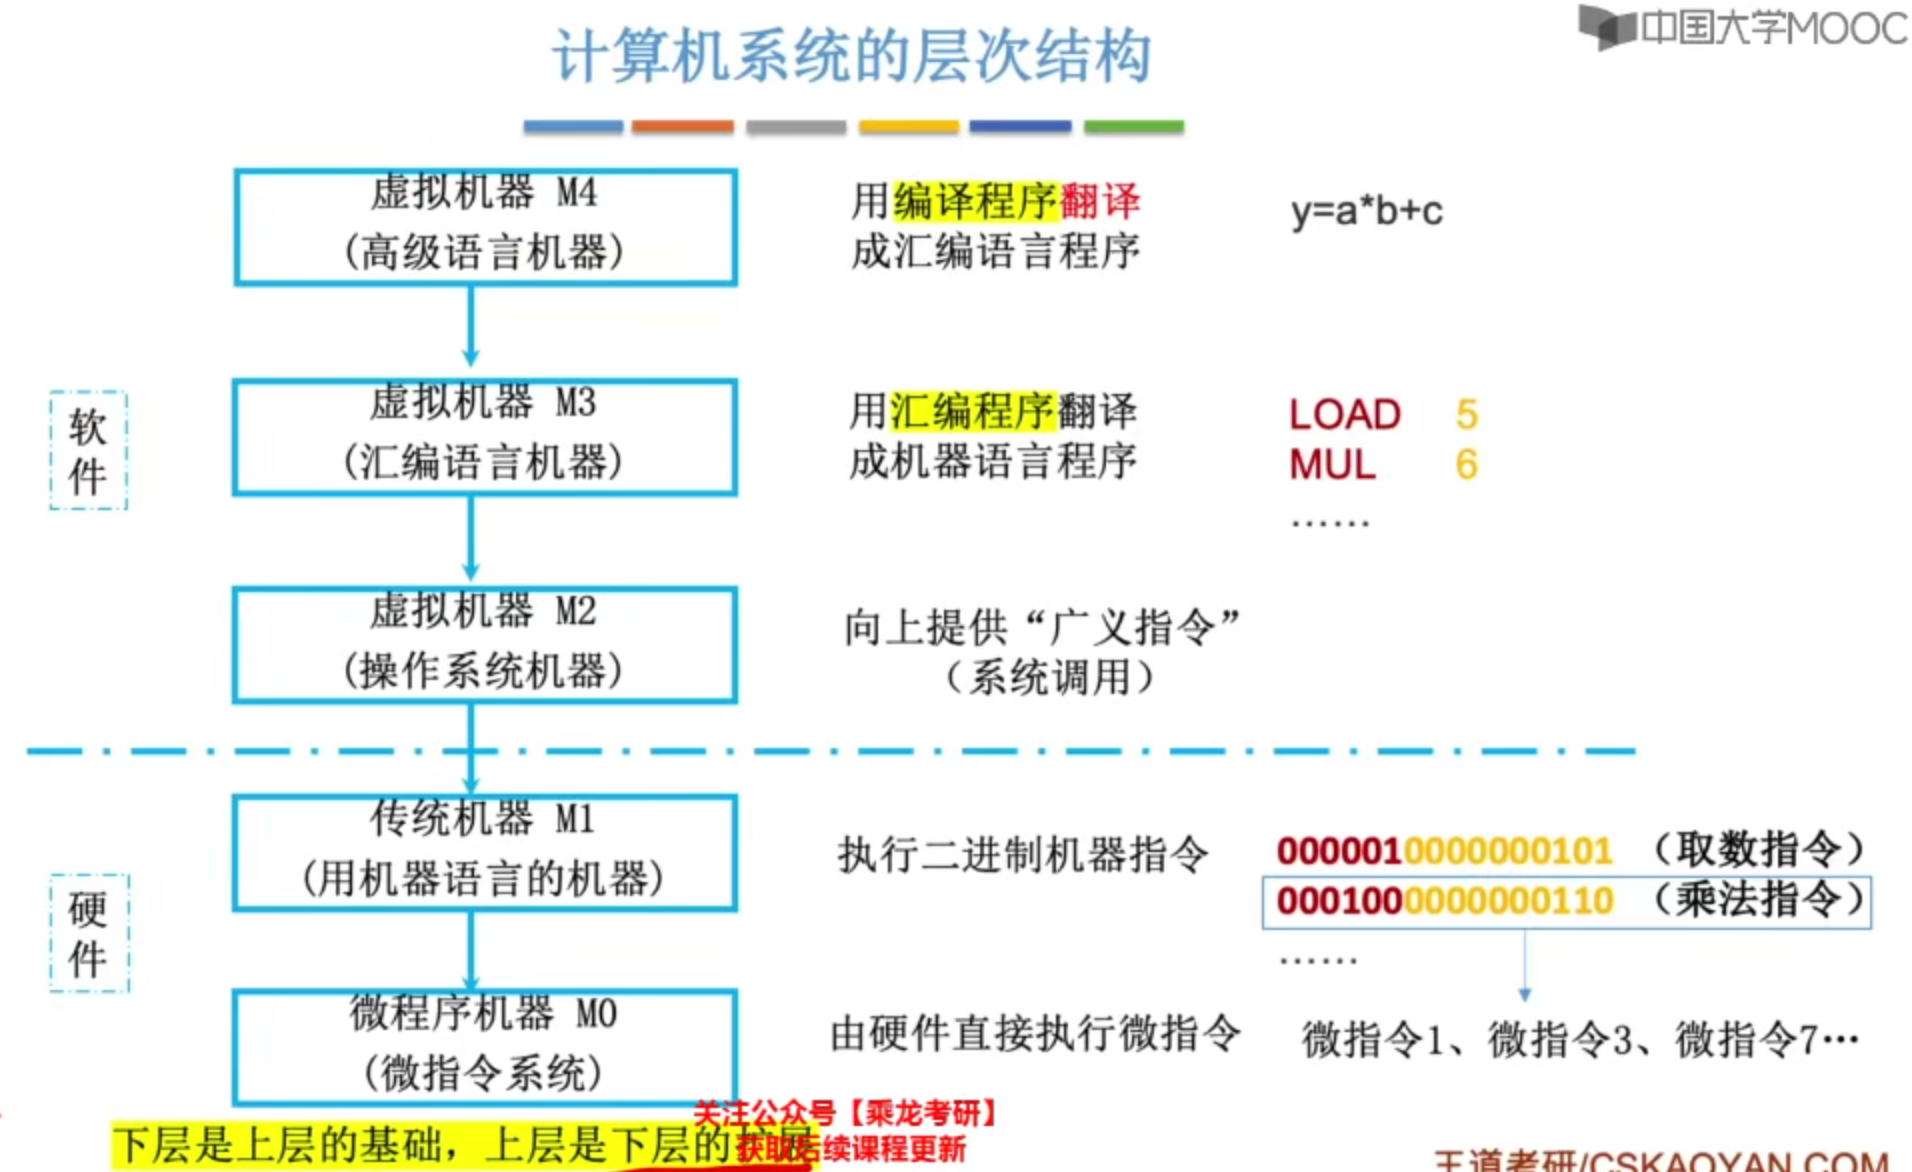 中国大学MOOC
计算机系统的层次结构
虚拟机器 M4
(高级语言机器)
用编译程序翻译
成汇编语言程序
y=a*b+c
软
件
虚拟机器 M3
(汇编语言机器)
用汇编程序翻译
成机器语言程序
LOAD 5
MUL 6
……
虚拟机器 M2
(操作系统机器)
向上提供“广义指令”
（系统调用）
硬
件
传统机器 M1
(用机器语言的机器)
执行二进制机器指令
0000010000000101 （取数指令）
0001000000000110 （乘法指令）
……
微程序机器 M0
(微指令系统)
由硬件直接执行微指令
微指令1、微指令3、微指令7…
关注公众号【乘龙考研】
获取后续课程更新
下层是上层的基础，上层是下层的扩展
王道考研/CSKAOYAN.COM